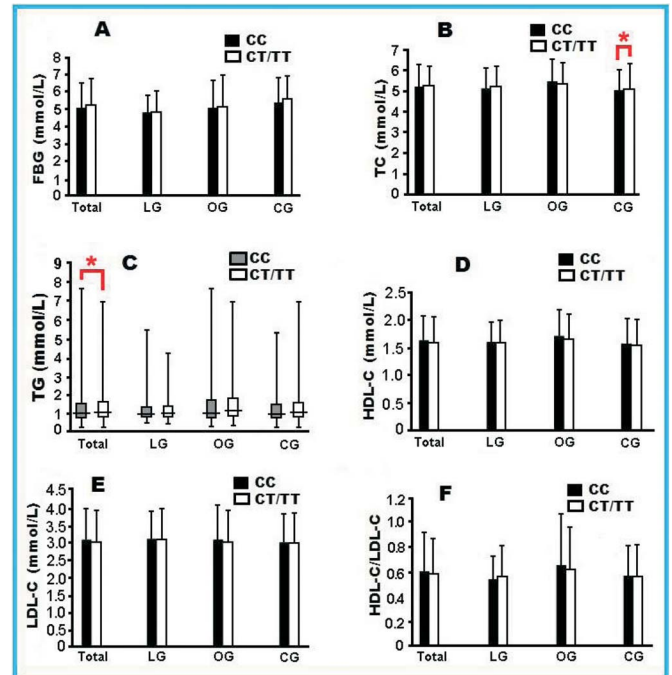 A
CC
CT/TT
FBG (mmol/L)
8
7
6
5
4
3
2
1
0
Total LG OG CG
B
CC
CT/TT
*
TC (mmol/L)
7
6
5
4
3
2
1
0
Total LG OG CG
C
CC
CT/TT
*
TG (mmol/L)
9
8
7
6
5
4
3
2
1
0
Total LG OG CG
D
CC
CT/TT
HDL-C (mmol/L)
2.5
2.0
1.5
1.0
0.5
0.0
Total LG OG CG
E
CC
CT/TT
LDL-C (mmol/L)
4.5
4.0
3.5
3.0
2.5
2.0
1.5
1.0
0.5
0
Total LG OG CG
F
CC
CT/TT
HDL-C/LDL-C
1.2
1.0
0.8
0.6
0.4
0.2
0
Total LG OG CG